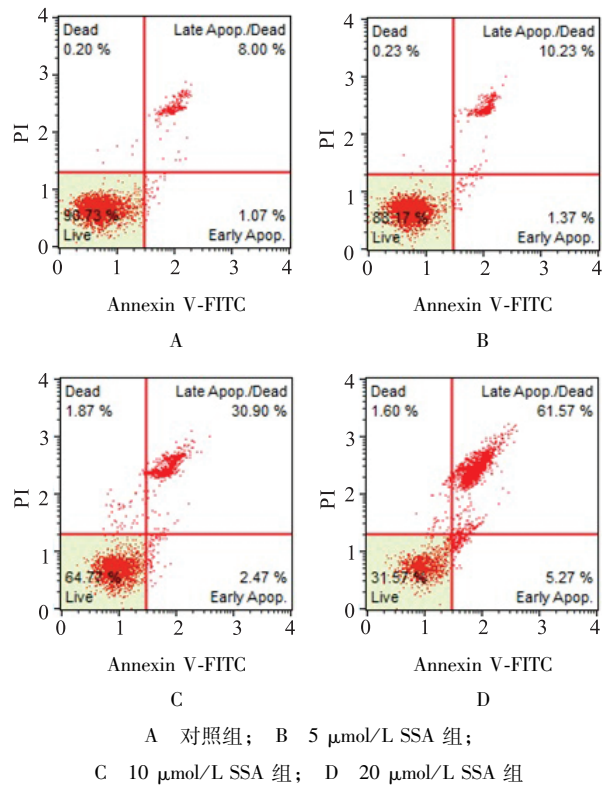 4
Dead Late Apop./Dead
0.20 % 8.00 %
3
PI
2
1
90.73 % 1.07 %
Live Early Apop.
0
0 1 2 3 4
Annexin V-FITC
A
4
Dead Late Apop./Dead
0.23 % 10.23 %
3
PI
2
1
88.17 % 1.37 %
Live Early Apop.
0
0 1 2 3 4
Annexin V-FITC
B
4
Dead Late Apop./Dead
1.87 % 30.90 %
3
PI
2
1
64.77 % 2.47 %
Live Early Apop.
0
0 1 2 3 4
Annexin V-FITC
C
4
Dead Late Apop./Dead
1.60 % 61.57 %
3
PI
2
1
31.57 % 5.27 %
Live Early Apop.
0
0 1 2 3 4
Annexin V-FITC
D
A 对照组； B 5 μmol/L SSA 组；
C 10 μmol/L SSA 组； D 20 μmol/L SSA 组